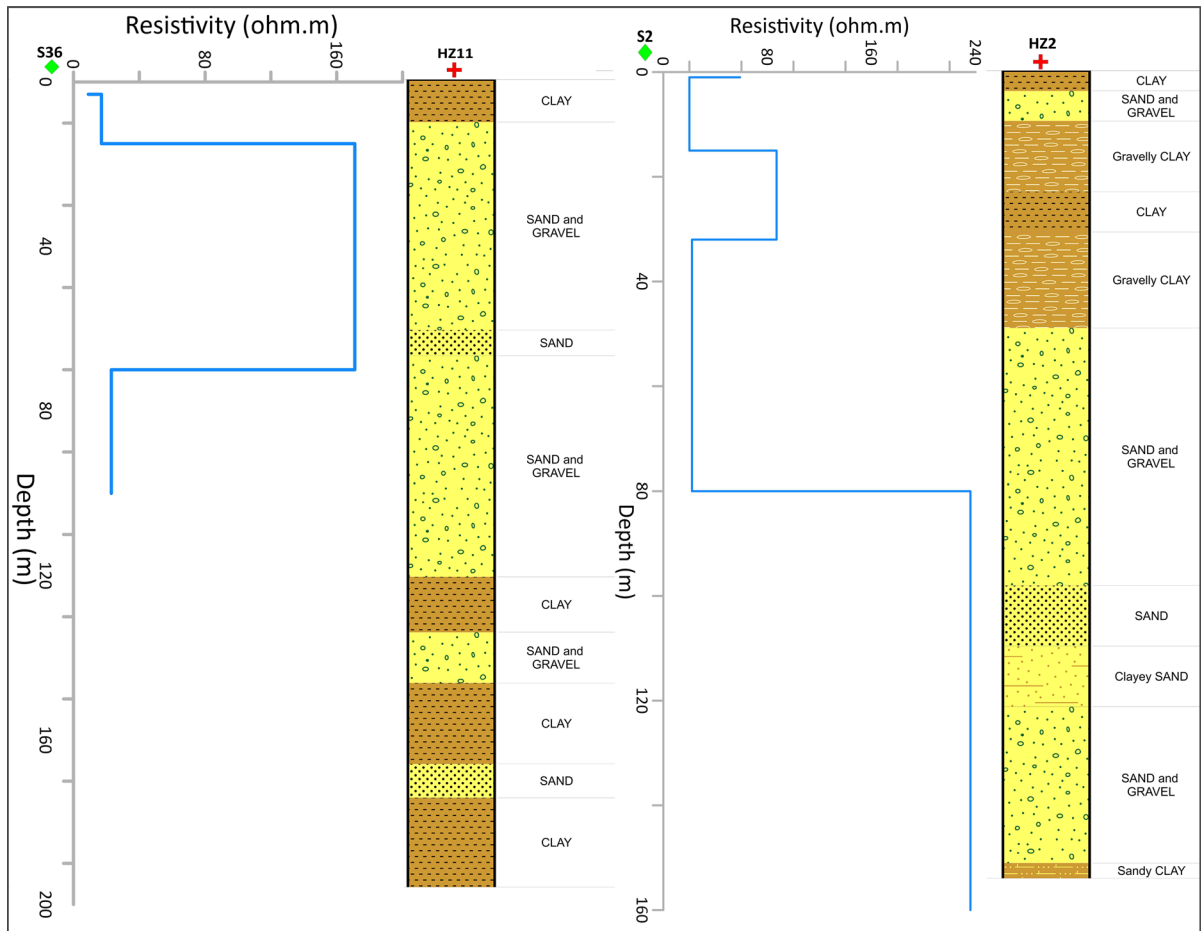 Resistivity (ohm.m)
S36
0
80
160
HZ11
0
40
80
120
160
200
Depth (m)
CLAY
SAND and
GRAVEL
SAND
SAND and
GRAVEL
CLAY
SAND and
GRAVEL
CLAY
SAND
CLAY
Resistivity (ohm.m)
S2
0
80
160
240
HZ2
0
40
80
120
160
Depth (m)
CLAY
SAND and
GRAVEL
Gravelly CLAY
CLAY
Gravelly CLAY
SAND and
GRAVEL
SAND
Clayey SAND
SAND and
GRAVEL
Sandy CLAY